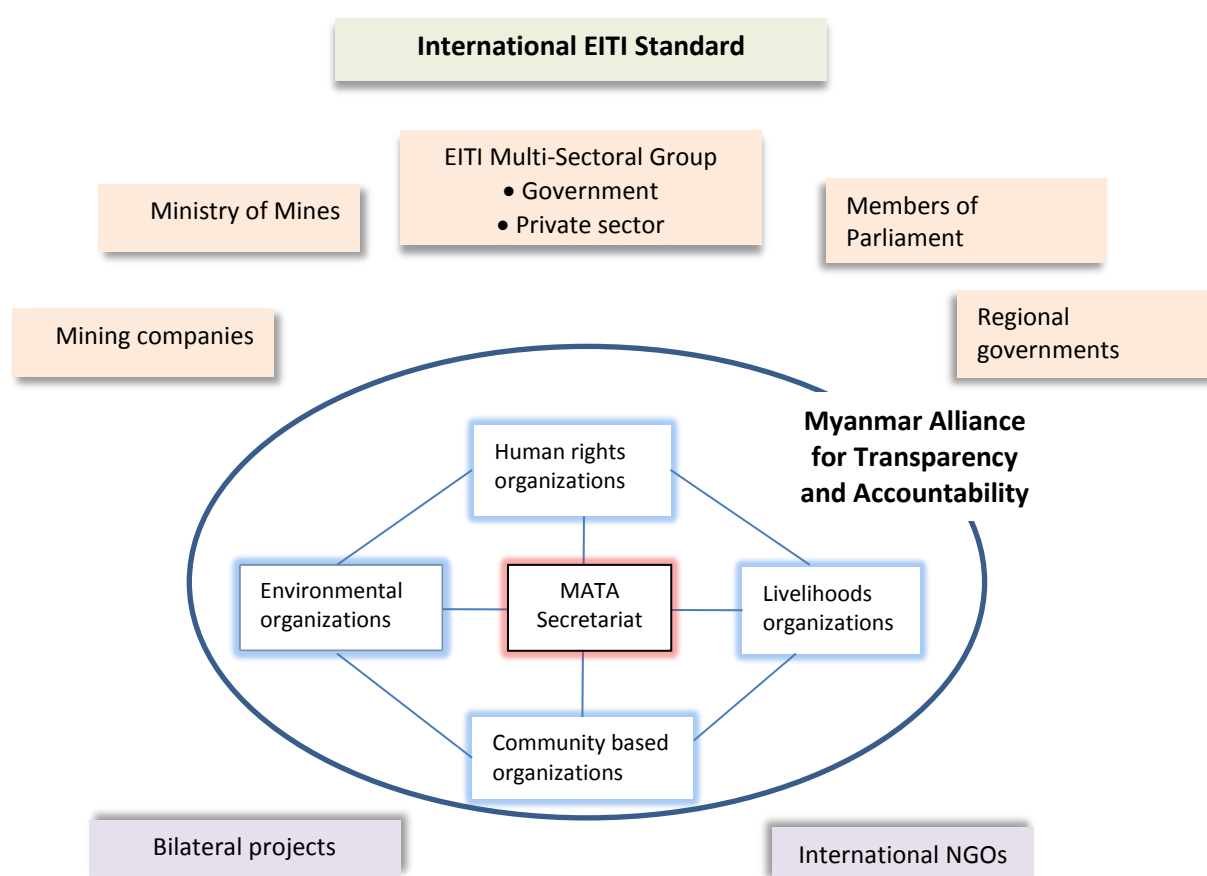 International EITI Standard
EITI Multi-Sectoral Group
• Government
• Private sector
Ministry of Mines
Members of
Parliament
Mining companies
Regional
governments
Myanmar Alliance
for Transparency
and Accountability
Human rights
organizations
Environmental
organizations
MATA
Secretariat
Livelihoods
organizations
Community based
organizations
Bilateral projects
International NGOs